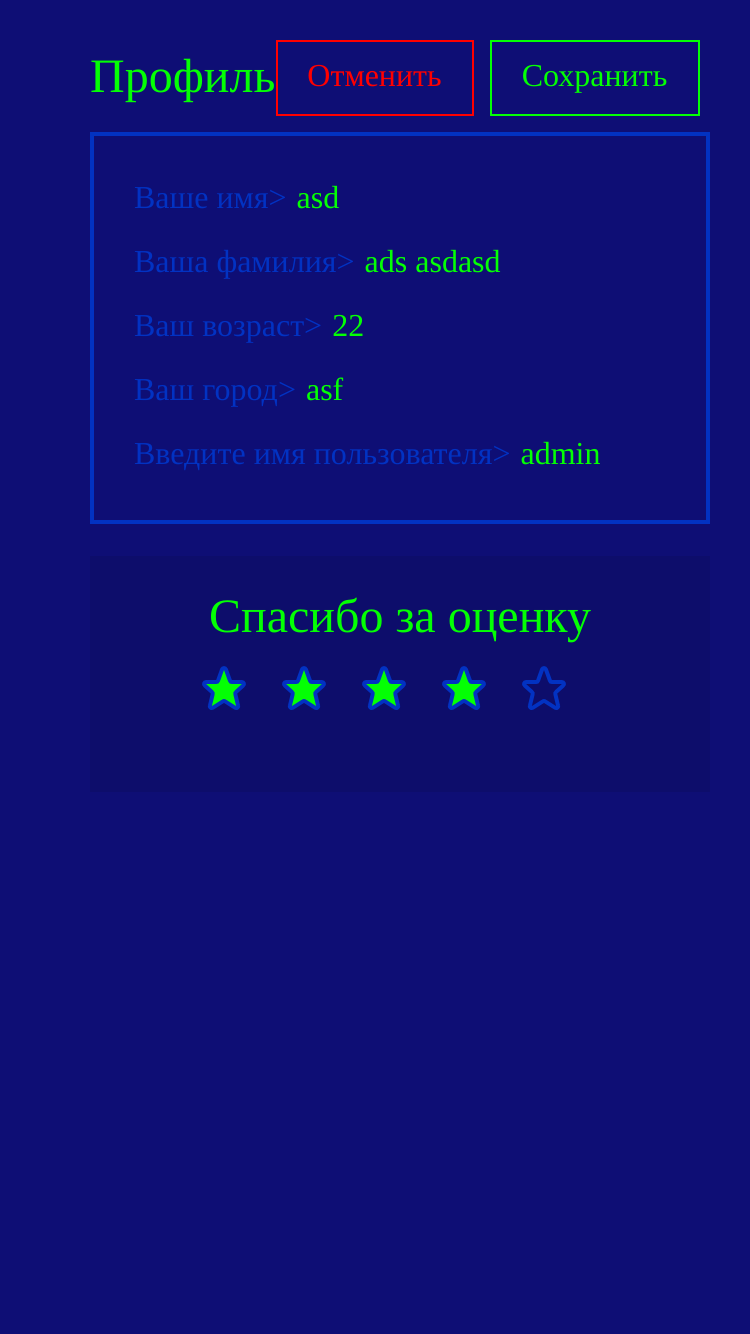 Профиль Отменить Сохранить
Ваше имя> asd
Ваша фамилия> ads asdasd
Ваш возраст> 22
Ваш город> asf
Введите имя пользователя> admin
Спасибо за оценку